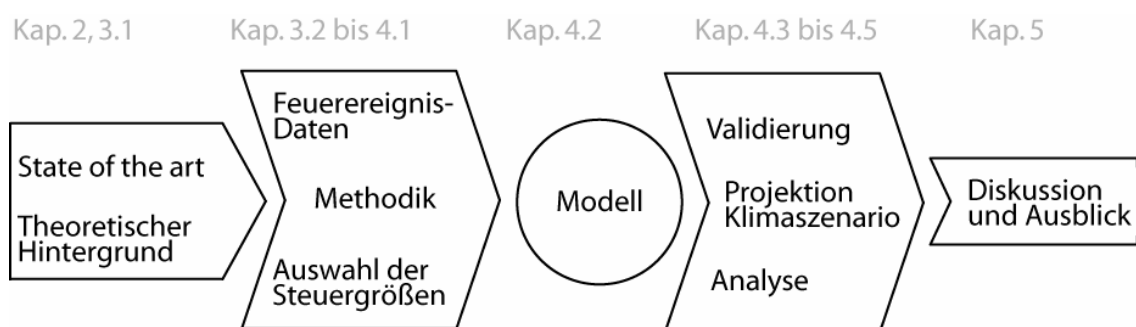 Kap. 2, 3.1
Kap. 3.2 bis 4.1
Kap. 4.2
Kap. 4.3 bis 4.5
Kap. 5
State of the art
Theoretischer
Hintergrund
Feuerereignis-
Daten
Methodik
Auswahl der
Steuergrößen
Modell
Validierung
Projektion
Klimaszenario
Analyse
Diskussion
und Ausblick